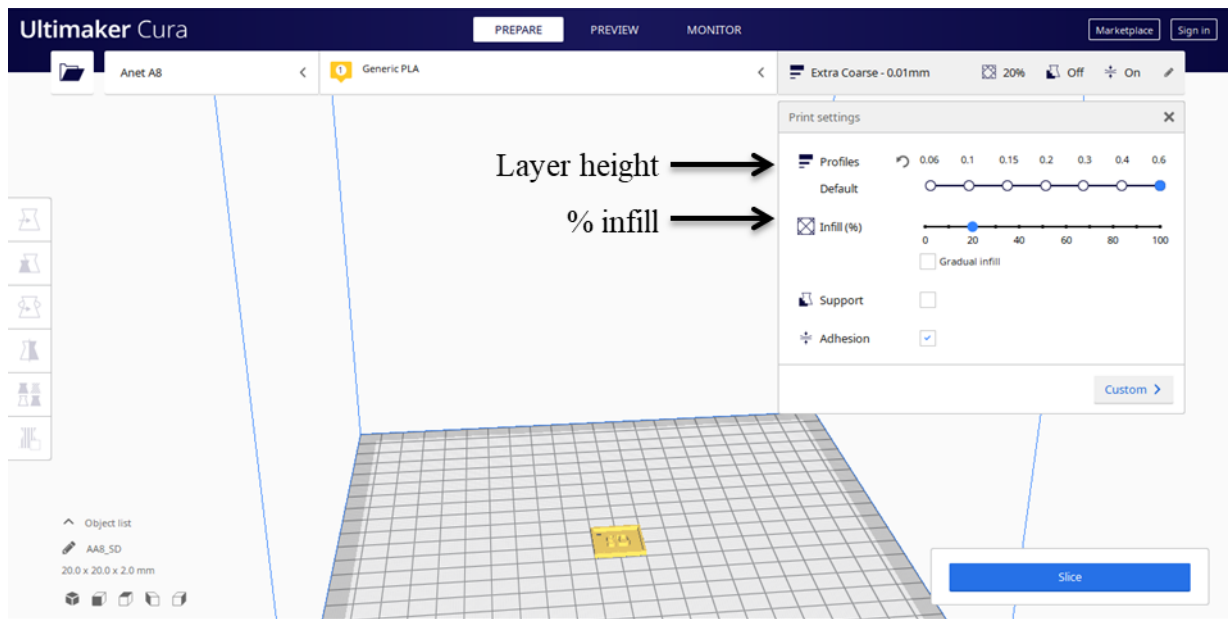 Ultimaker Cura
PREPARE PREVIEW MONITOR
Marketplace Sign in
Anet A8
1 Generic PLA
Extra Coarse - 0.01mm 20% Off On
Print settings
Layer height
Profiles 0.06 0.1 0.15 0.2 0.3 0.4 0.6
Default
% infill
Infill (%)
0 20 40 60 80 100
Gradual infill
Support
Adhesion
Custom
Object list
AA8_SD
20.0 x 20.0 x 2.0 mm
Slice